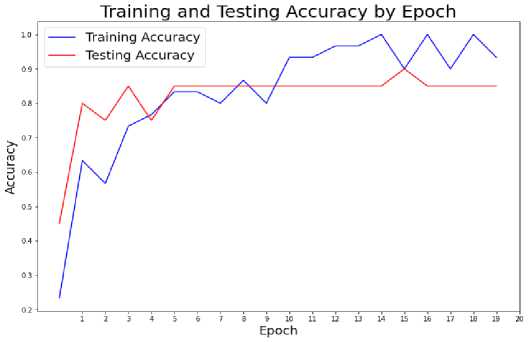 Training and Testing Accuracy by Epoch
Training Accuracy
Testing Accuracy
1.0
0.9
0.8
0.7
0.6
0.5
0.4
0.3
0.2
Accuracy
1 2 3 4 5 6 7 8 9 10 11 12 13 14 15 16 17 18 19 20
Epoch